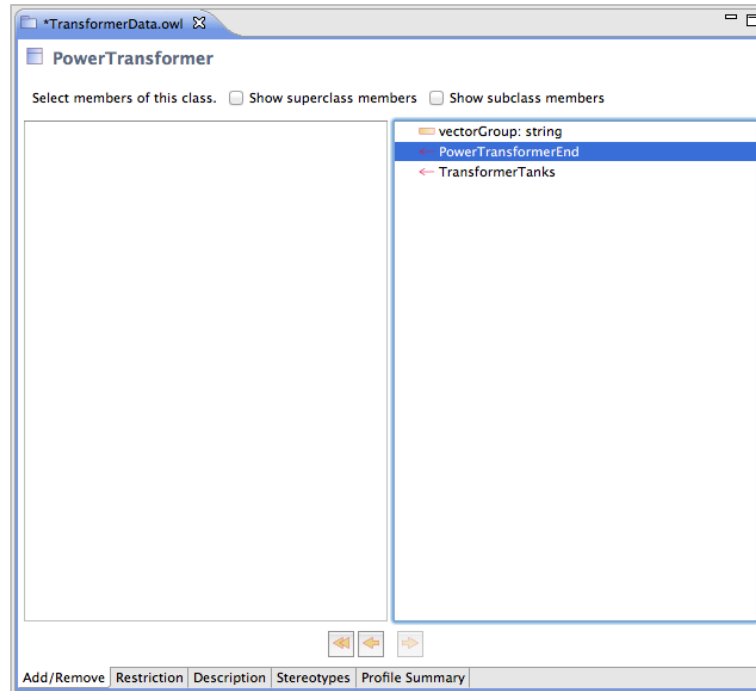 *TransformerData.owl
PowerTransformer
Select members of this class. Show superclass members Show subclass members
vectorGroup: string
PowerTransformerEnd
TransformerTanks
Add/Remove Restriction Description Stereotypes Profile Summary